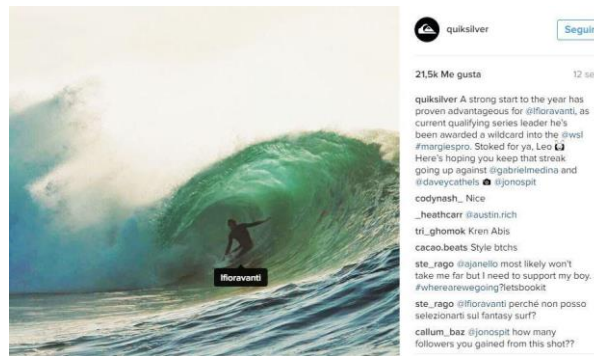 quiksilver
Seguir
21,5k Me gusta
12 se
quiksilver A strong start to the year has
proven advantageous for @lfioravanti, as
current qualifying series leader he's
been awarded a wildcard into the @wsl
#margiespro. Stoked for ya, Leo
Here's hoping you keep that streak
going up against @gabrielmedina and
@daveycathels @jonospit
codynash_ Nice
_heathcarr @austin.rich
tri_ghomok Kren Abis
cacao.beats Style btchs
ste_rago @ajanello most likely won't
take me far but I need to support my boy.
#wherearewegoing?letsbookit
ste_rago @lfioravanti perché non posso
selezionarti sul fantasy surf?
callum_baz @jonospit how many
followers you gained from this shot??
lfioravanti